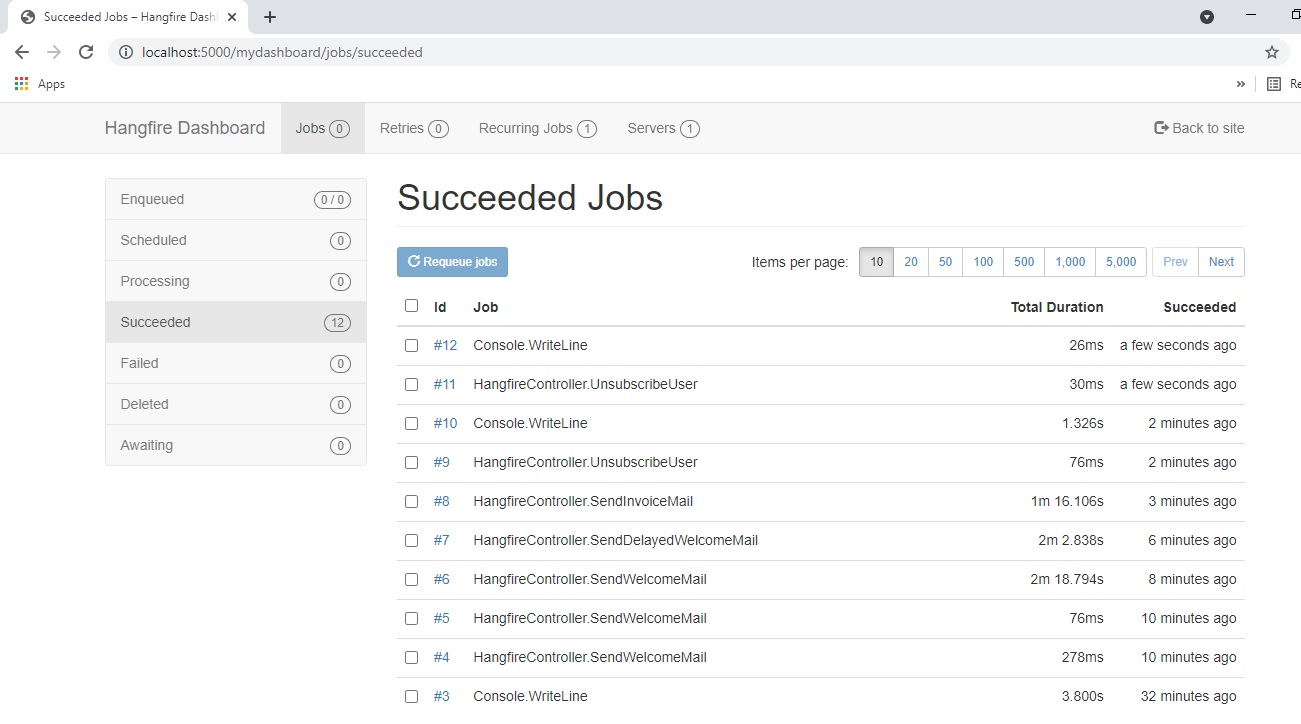 Succeeded Jobs – Hangfire Dash
localhost:5000/mydashboard/jobs/succeeded
Apps » Re
Hangfire Dashboard Jobs 0 Retries 0 Recurring Jobs 1 Servers 1 Back to site
Enqueued 0 / 0
Scheduled 0
Processing 0
Succeeded 12
Failed 0
Deleted 0
Awaiting 0
Succeeded Jobs
Requeue jobs Items per page: 10 20 50 100 500 1,000 5,000 Prev Next
Id Job Total Duration Succeeded
#12 Console.WriteLine 26ms a few seconds ago
#11 HangfireController.UnsubscribeUser 30ms a few seconds ago
#10 Console.WriteLine 1.326s 2 minutes ago
#9 HangfireController.UnsubscribeUser 76ms 2 minutes ago
#8 HangfireController.SendInvoiceMail 1m 16.106s 3 minutes ago
#7 HangfireController.SendDelayedWelcomeMail 2m 2.838s 6 minutes ago
#6 HangfireController.SendWelcomeMail 2m 18.794s 8 minutes ago
#5 HangfireController.SendWelcomeMail 76ms 10 minutes ago
#4 HangfireController.SendWelcomeMail 278ms 10 minutes ago
#3 Console.WriteLine 3.800s 32 minutes ago